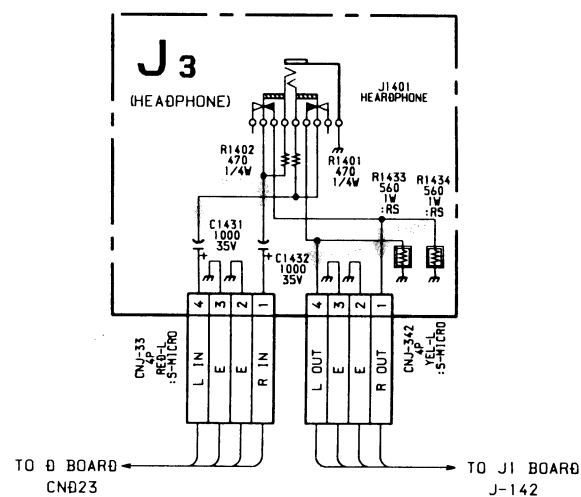 J 3
(HEADPHONE)
J1401
HEARDPHONE
R1402
470
1/4W
R1401
470
1/4W
R1433
560
1W
:RS
R1434
560
1W
:RS
C1431
1000
35V
+
C1432
1000
35V
+
4 3 2 1
L IN E E R IN
CNJ-33
4P
RED-L
:S-MICRO
4 3 2 1
L OUT E E R OUT
CNJ-342
4P
YEL-L
:S-MICRO
TO D BOARD
CND23
TO J1 BOARD
J-142